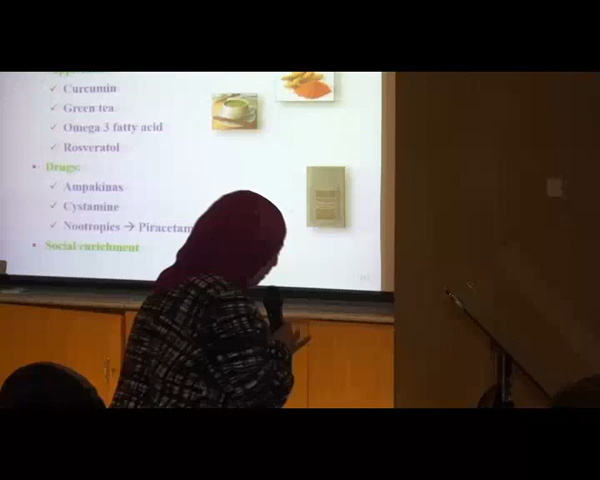 ✓ Curcumin
✓ Green tea
✓ Omega 3 fatty acid
✓ Rosveratol
• Drugs:
✓ Ampakinas
✓ Cystamine
✓ Nootropics → Piracetam
• Social enrichment